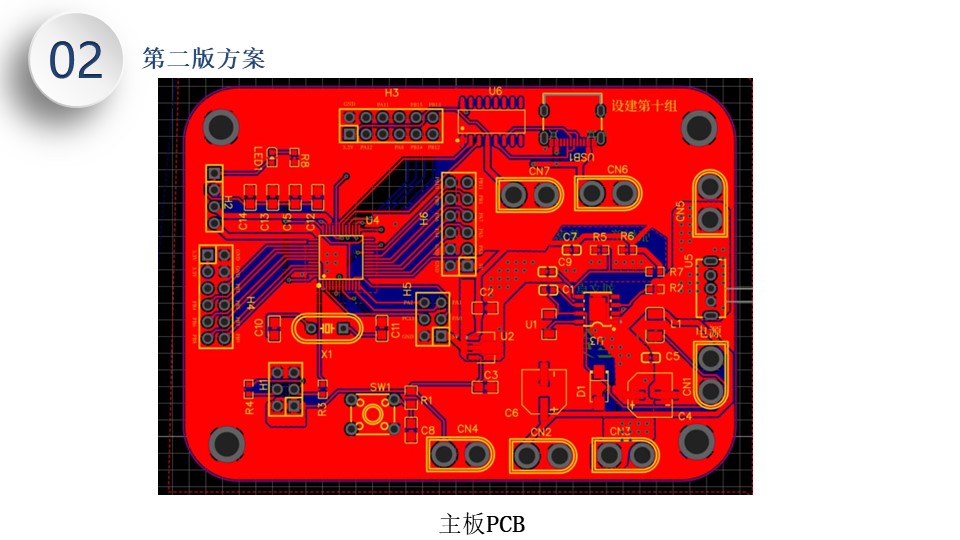 02
第二版方案
H3
U6
设建第十组
USB1
LED1
R8
CN7
CN6
H2
C14
C13
C15
C12
U4
H6
CN5
C7
R5
R6
U5
C9
R7
R2
C1
H4
H5
C2
U1
U3
L1
电源
C10
C11
X1
U2
C5
CN1
H1
R4
R3
SW1
R1
C3
C6
D1
C4
C8
CN4
CN2
CN3
主板PCB